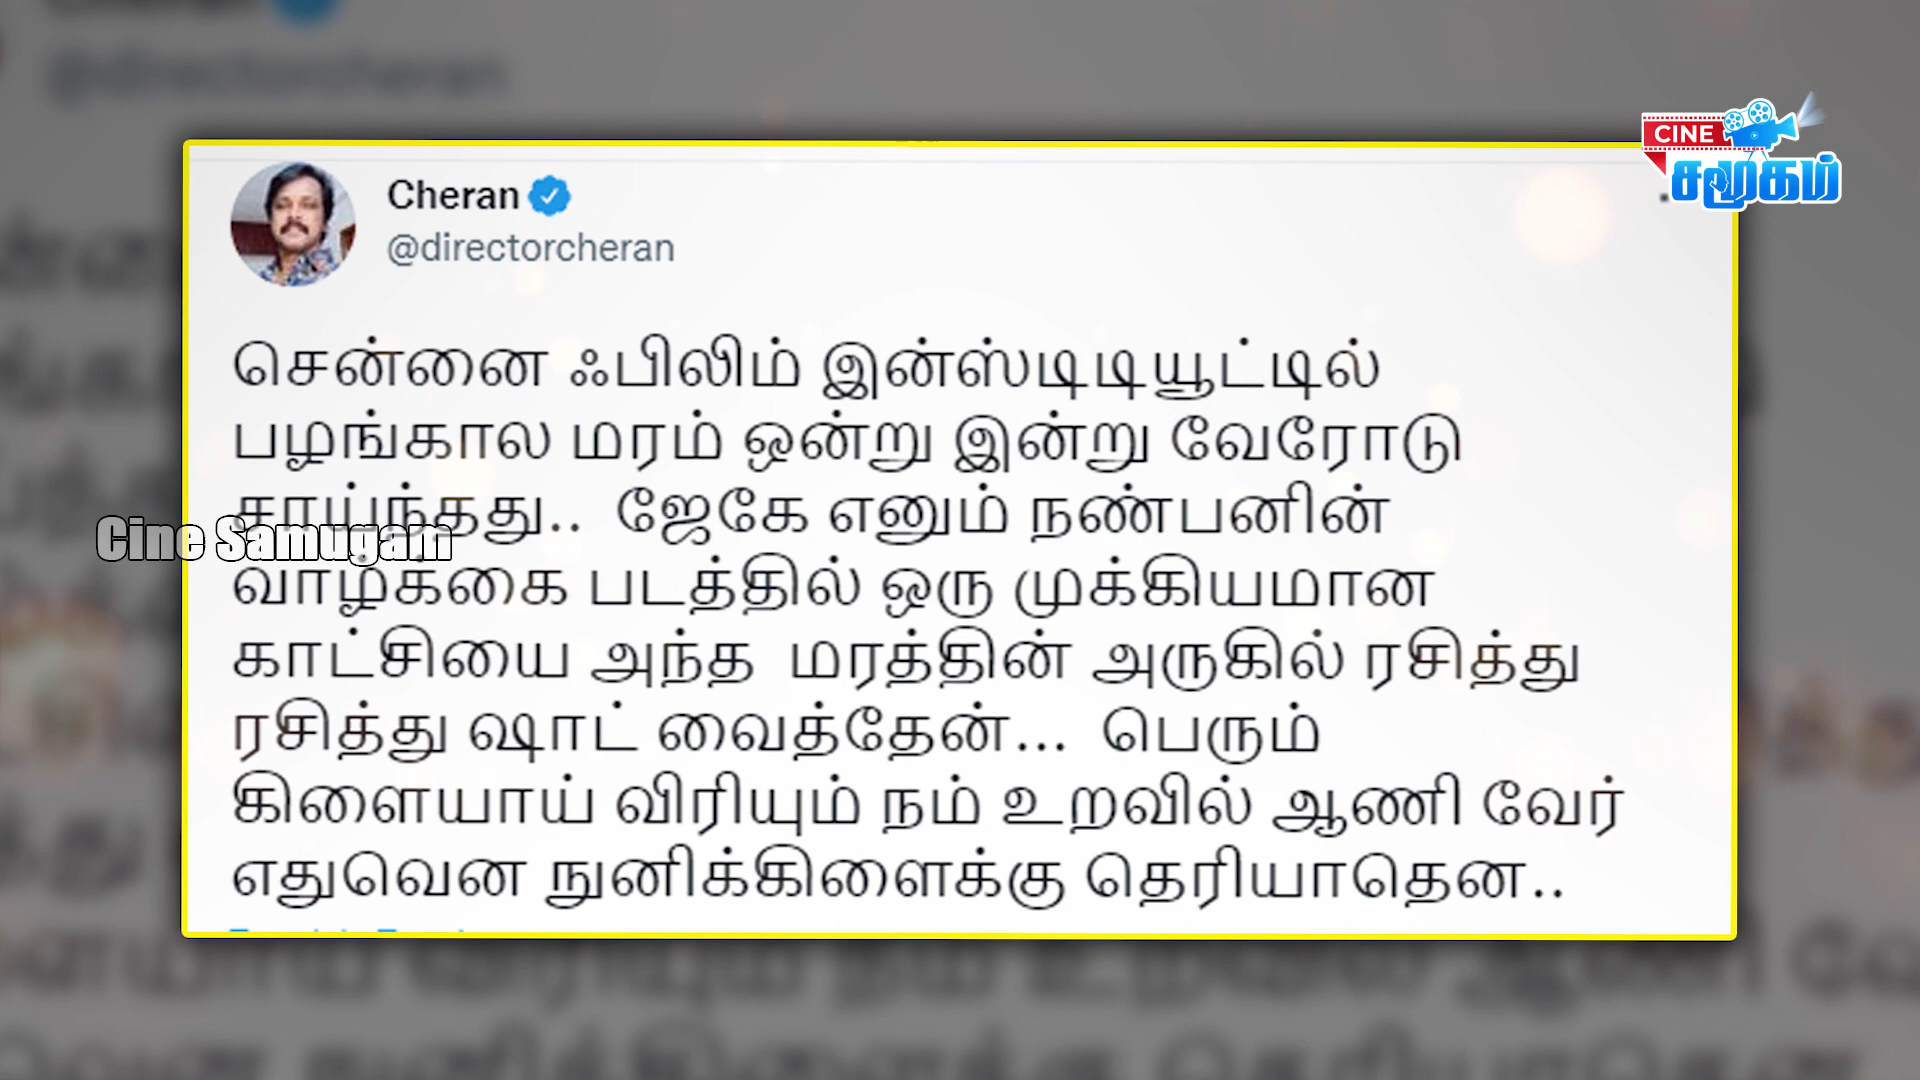 Cheran
@directorcheran
CINE
சமூகம்
சென்னை ஃபிலிம் இன்ஸ்டிடியூட்டில்
பழங்கால மரம் ஒன்று இன்று வேரோடு
சாய்ந்தது.. ஜேகே எனும் நண்பனின்
Cine Samugam
வாழ்க்கை படத்தில் ஒரு முக்கியமான
காட்சியை அந்த மரத்தின் அருகில் ரசித்து
ரசித்து ஷாட் வைத்தேன்... பெரும்
கிளையாய் விரியும் நம் உறவில் ஆணி வேர்
எதுவென நுனிக்கிளைக்கு தெரியாதென..